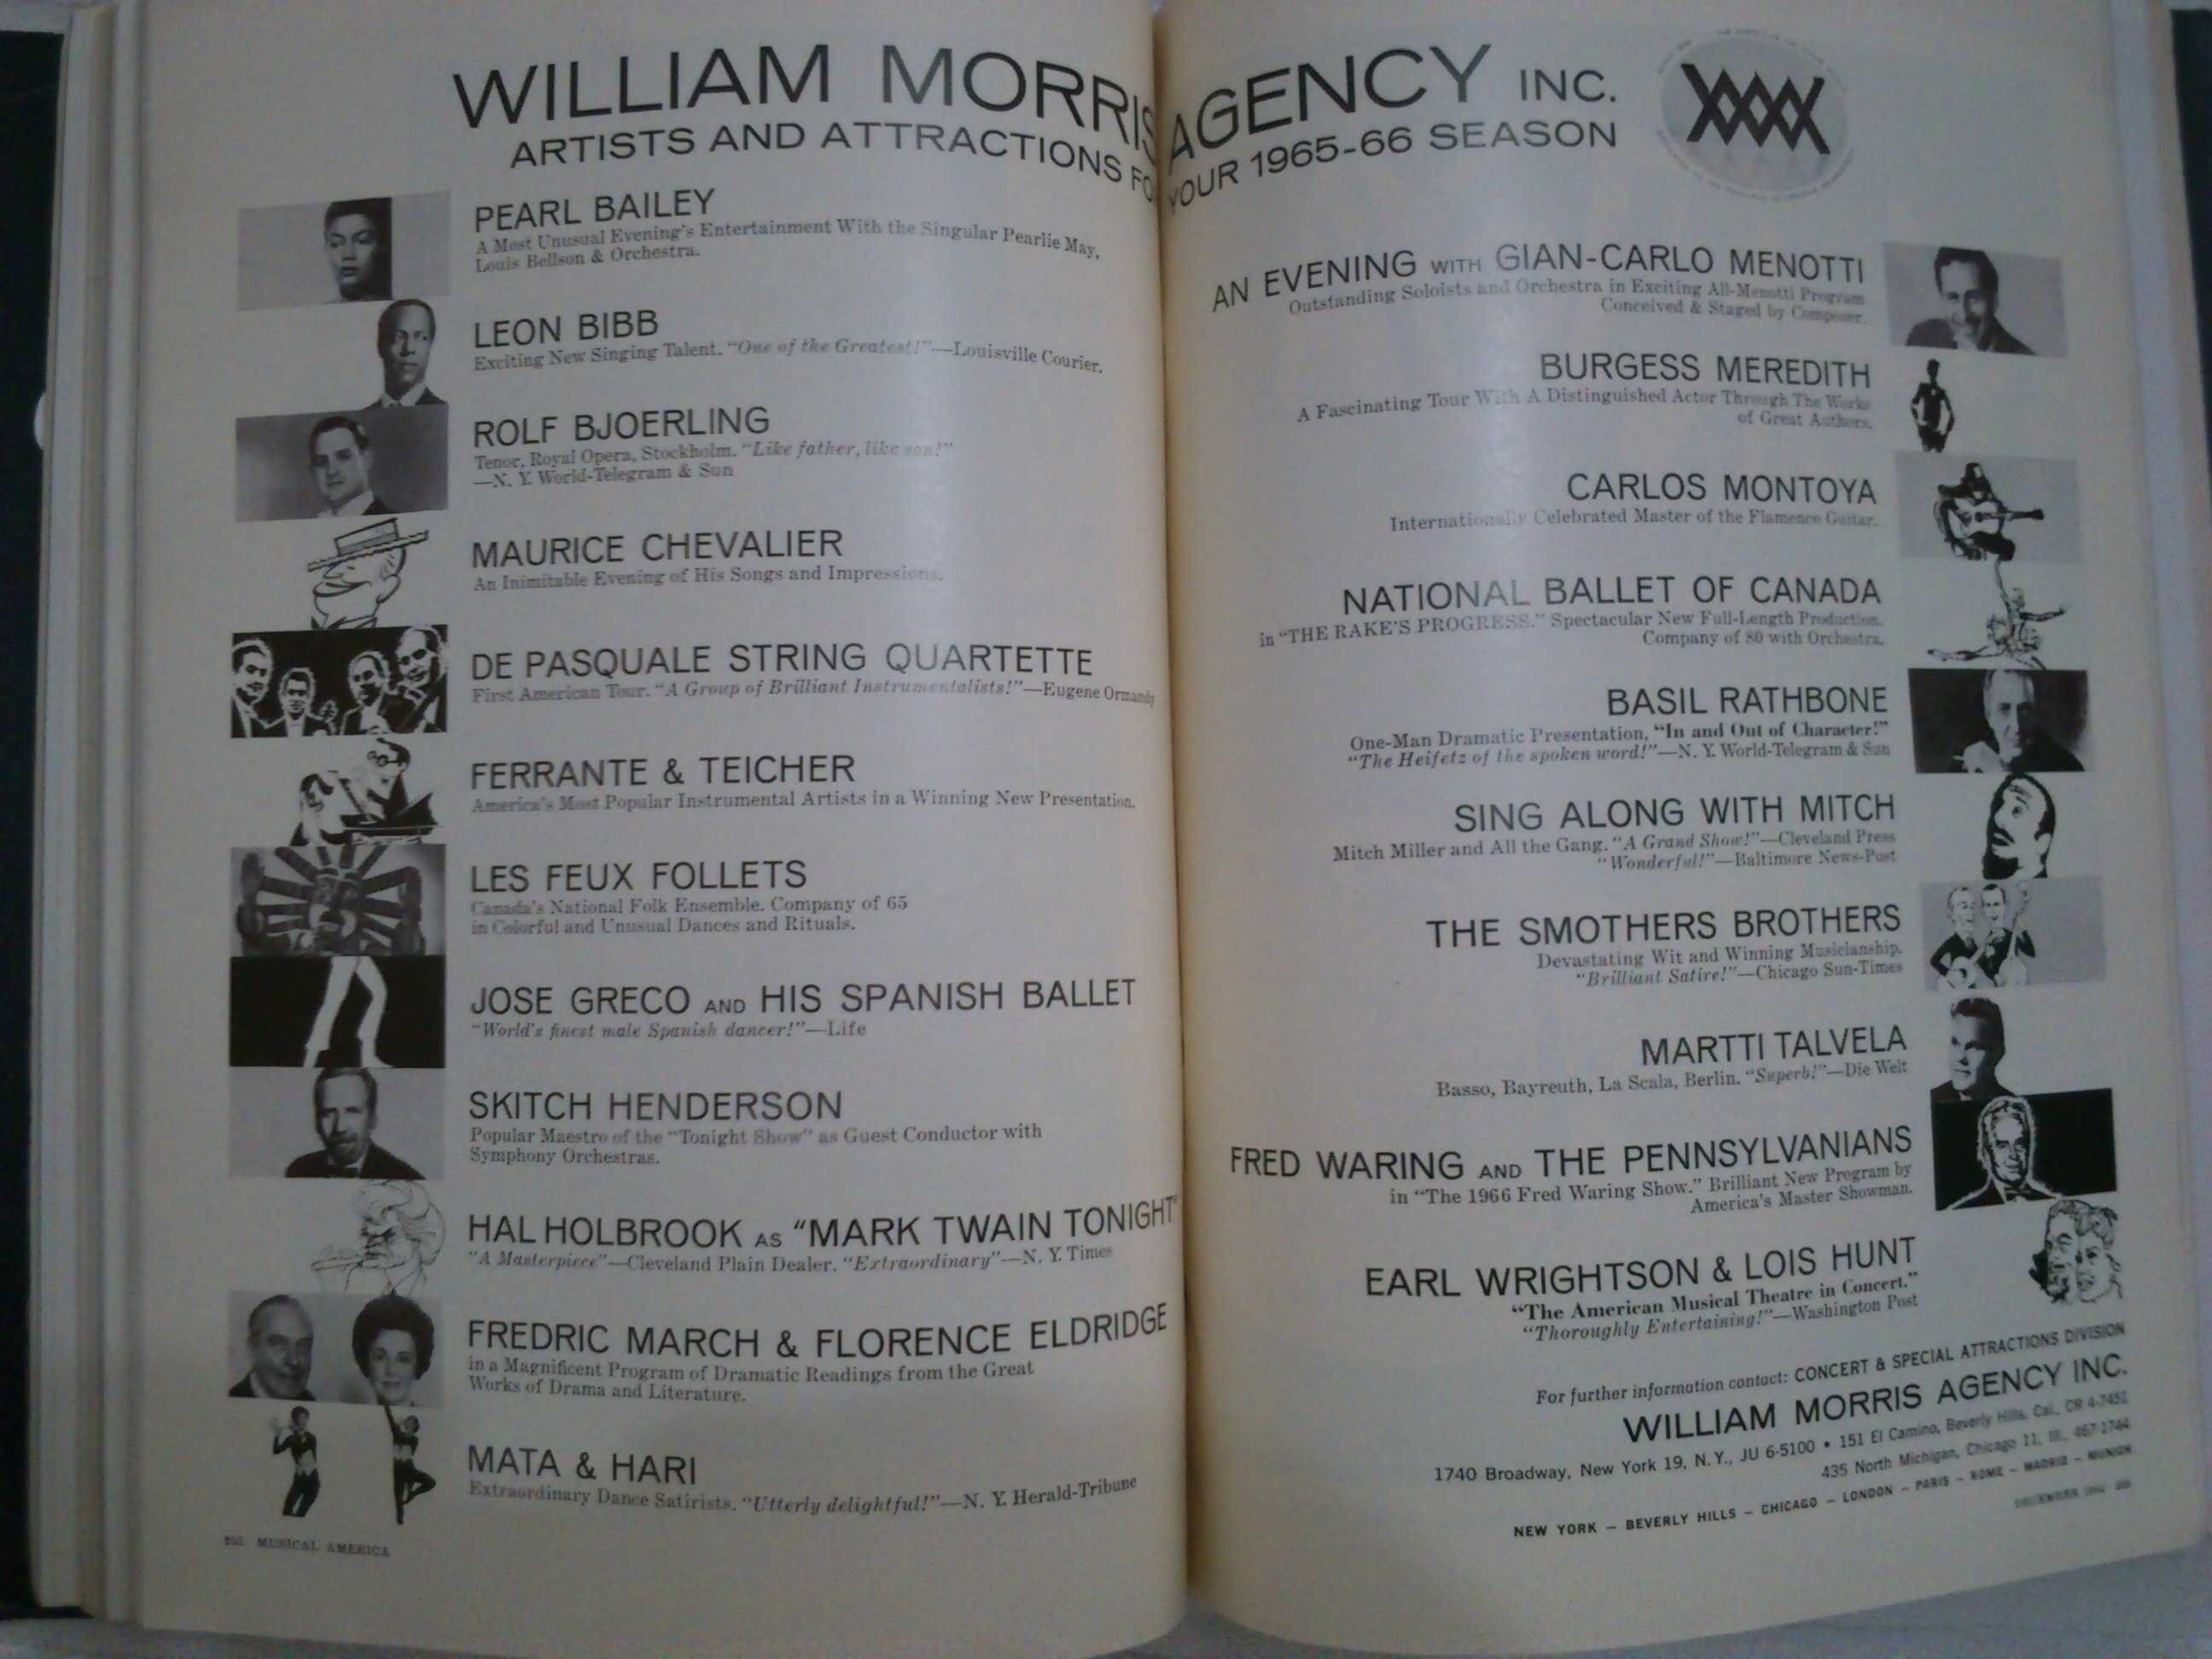 WILLIAM MORRIS AGENCY INC.
ARTISTS AND ATTRACTIONS FO YOUR 1965-66 SEASON
PEARL BAILEY
A Most Unusual Evening's Entertainment With the Singular Pearlie May,
Louis Bellson & Orchestra.
LEON BIBB
Exciting New Singing Talent. "One of the Greatest!"—Louisville Courier.
ROLF BJOERLING
Tenor, Royal Opera, Stockholm. "Like father, like son!"
—N. Y. World-Telegram & Sun
MAURICE CHEVALIER
An Inimitable Evening of His Songs and Impressions.
DE PASQUALE STRING QUARTETTE
First American Tour. "A Group of Brilliant Instrumentalists!"—Eugene Ormandy
FERRANTE & TEICHER
America's Most Popular Instrumental Artists in a Winning New Presentation.
LES FEUX FOLLETS
Canada's National Folk Ensemble. Company of 65
in Colorful and Unusual Dances and Rituals.
JOSE GRECO AND HIS SPANISH BALLET
"World's finest male Spanish dancer!"—Life
SKITCH HENDERSON
Popular Maestro of the "Tonight Show" as Guest Conductor with
Symphony Orchestras.
HAL HOLBROOK AS "MARK TWAIN TONIGHT"
"A Masterpiece"—Cleveland Plain Dealer. "Extraordinary"—N. Y. Times
FREDRIC MARCH & FLORENCE ELDRIDGE
in a Magnificent Program of Dramatic Readings from the Great
Works of Drama and Literature.
MATA & HARI
Extraordinary Dance Satirists. "Utterly delightful!"—N. Y. Herald-Tribune
MUSICAL AMERICA
AN EVENING WITH GIAN-CARLO MENOTTI
Outstanding Soloists and Orchestra in Exciting All-Menotti Program
Conceived & Staged by Composer.
BURGESS MEREDITH
A Fascinating Tour With A Distinguished Actor Through The Works
of Great Authors.
CARLOS MONTOYA
Internationally Celebrated Master of the Flamenco Guitar.
NATIONAL BALLET OF CANADA
in "THE RAKE'S PROGRESS." Spectacular New Full-Length Production.
Company of 80 with Orchestra.
BASIL RATHBONE
One-Man Dramatic Presentation, "In and Out of Character!"
"The Heifetz of the spoken word!"—N. Y. World-Telegram & Sun
SING ALONG WITH MITCH
Mitch Miller and All the Gang. "A Grand Show!"—Cleveland Press
"Wonderful!"—Baltimore News-Post
THE SMOTHERS BROTHERS
Devastating Wit and Winning Musicianship.
"Brilliant Satire!"—Chicago Sun-Times
MARTTI TALVELA
Basso, Bayreuth, La Scala, Berlin. "Superb!"—Die Welt
FRED WARING AND THE PENNSYLVANIANS
in "The 1966 Fred Waring Show." Brilliant New Program by
America's Master Showman.
EARL WRIGHTSON & LOIS HUNT
"The American Musical Theatre in Concert."
"Thoroughly Entertaining!"—Washington Post
For further information contact: CONCERT & SPECIAL ATTRACTIONS DIVISION
WILLIAM MORRIS AGENCY INC.
1740 Broadway, New York 19, N. Y., JU 6-5100 • 151 El Camino, Beverly Hills, Cal., CR 4-7451
435 North Michigan, Chicago 11, Ill., 467-1744
NEW YORK – BEVERLY HILLS – CHICAGO – LONDON – PARIS – ROME – MADRID – MUNICH
DECEMBER